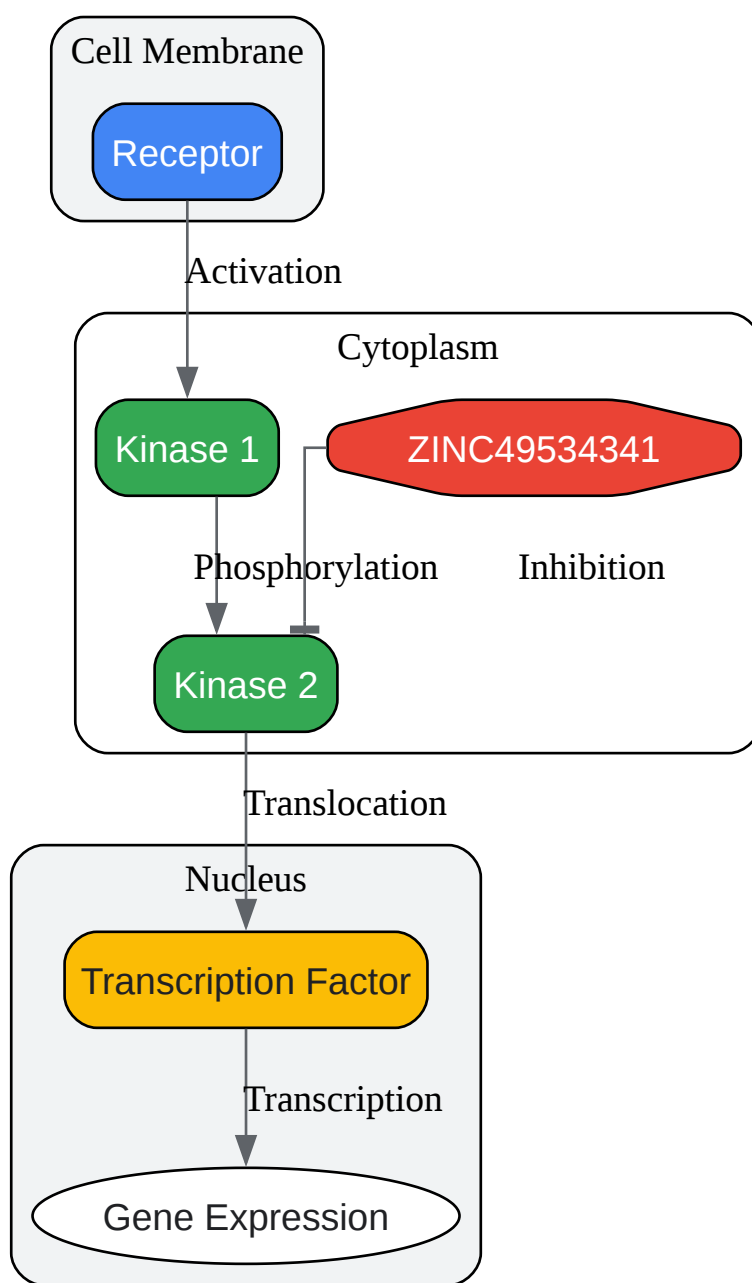 Cell Membrane
Receptor
Activation
Cytoplasm
Kinase 1
ZINC49534341
Phosphorylation
Inhibition
Kinase 2
Translocation
Nucleus
Transcription Factor
Transcription
Gene Expression